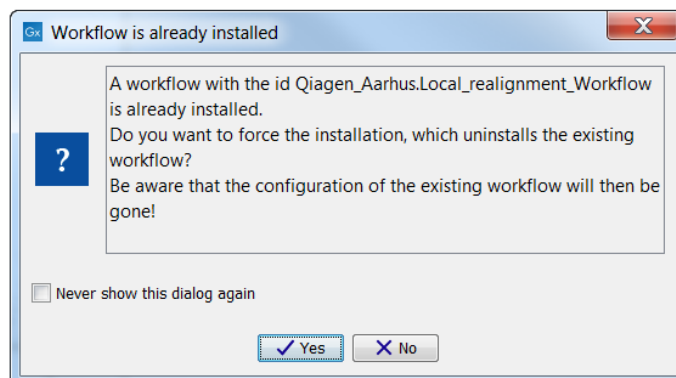 Gx Workflow is already installed
A workflow with the id Qiagen_Aarhus.Local_realignment_Workflow
is already installed.
Do you want to force the installation, which uninstalls the existing
workflow?
Be aware that the configuration of the existing workflow will then be
gone!
?
Never show this dialog again
Yes No